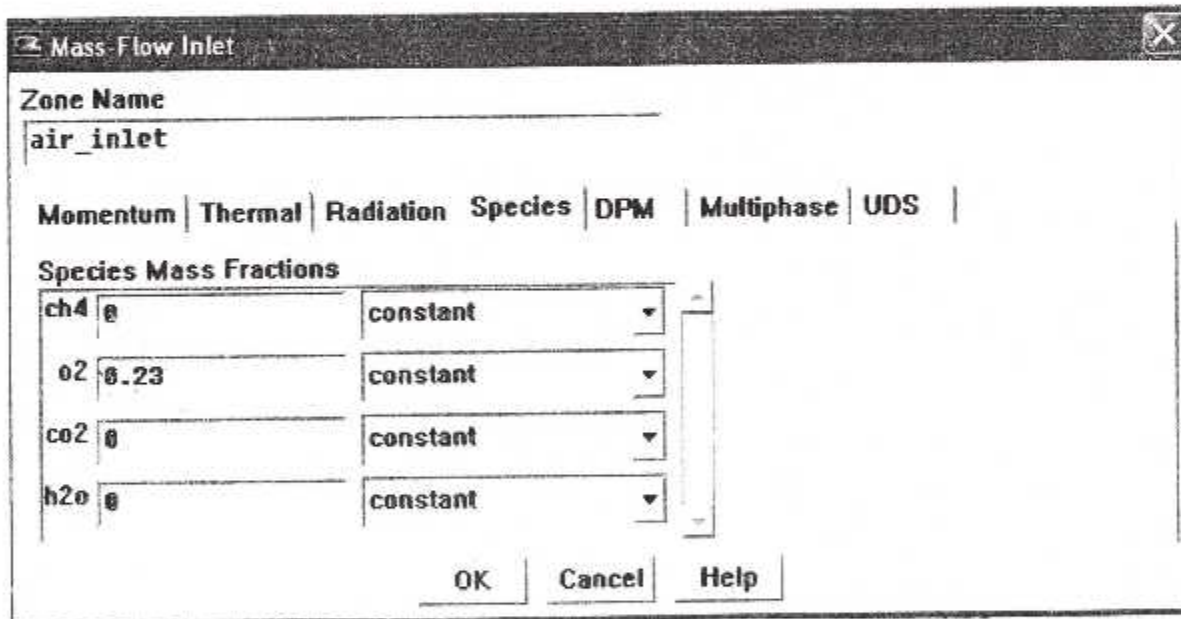 Mass-Flow Inlet
Zone Name
air_inlet
Momentum Thermal Radiation Species DPM Multiphase UDS
Species Mass Fractions
ch4 0 constant
o2 0.23 constant
co2 0 constant
h2o 0 constant
OK Cancel Help